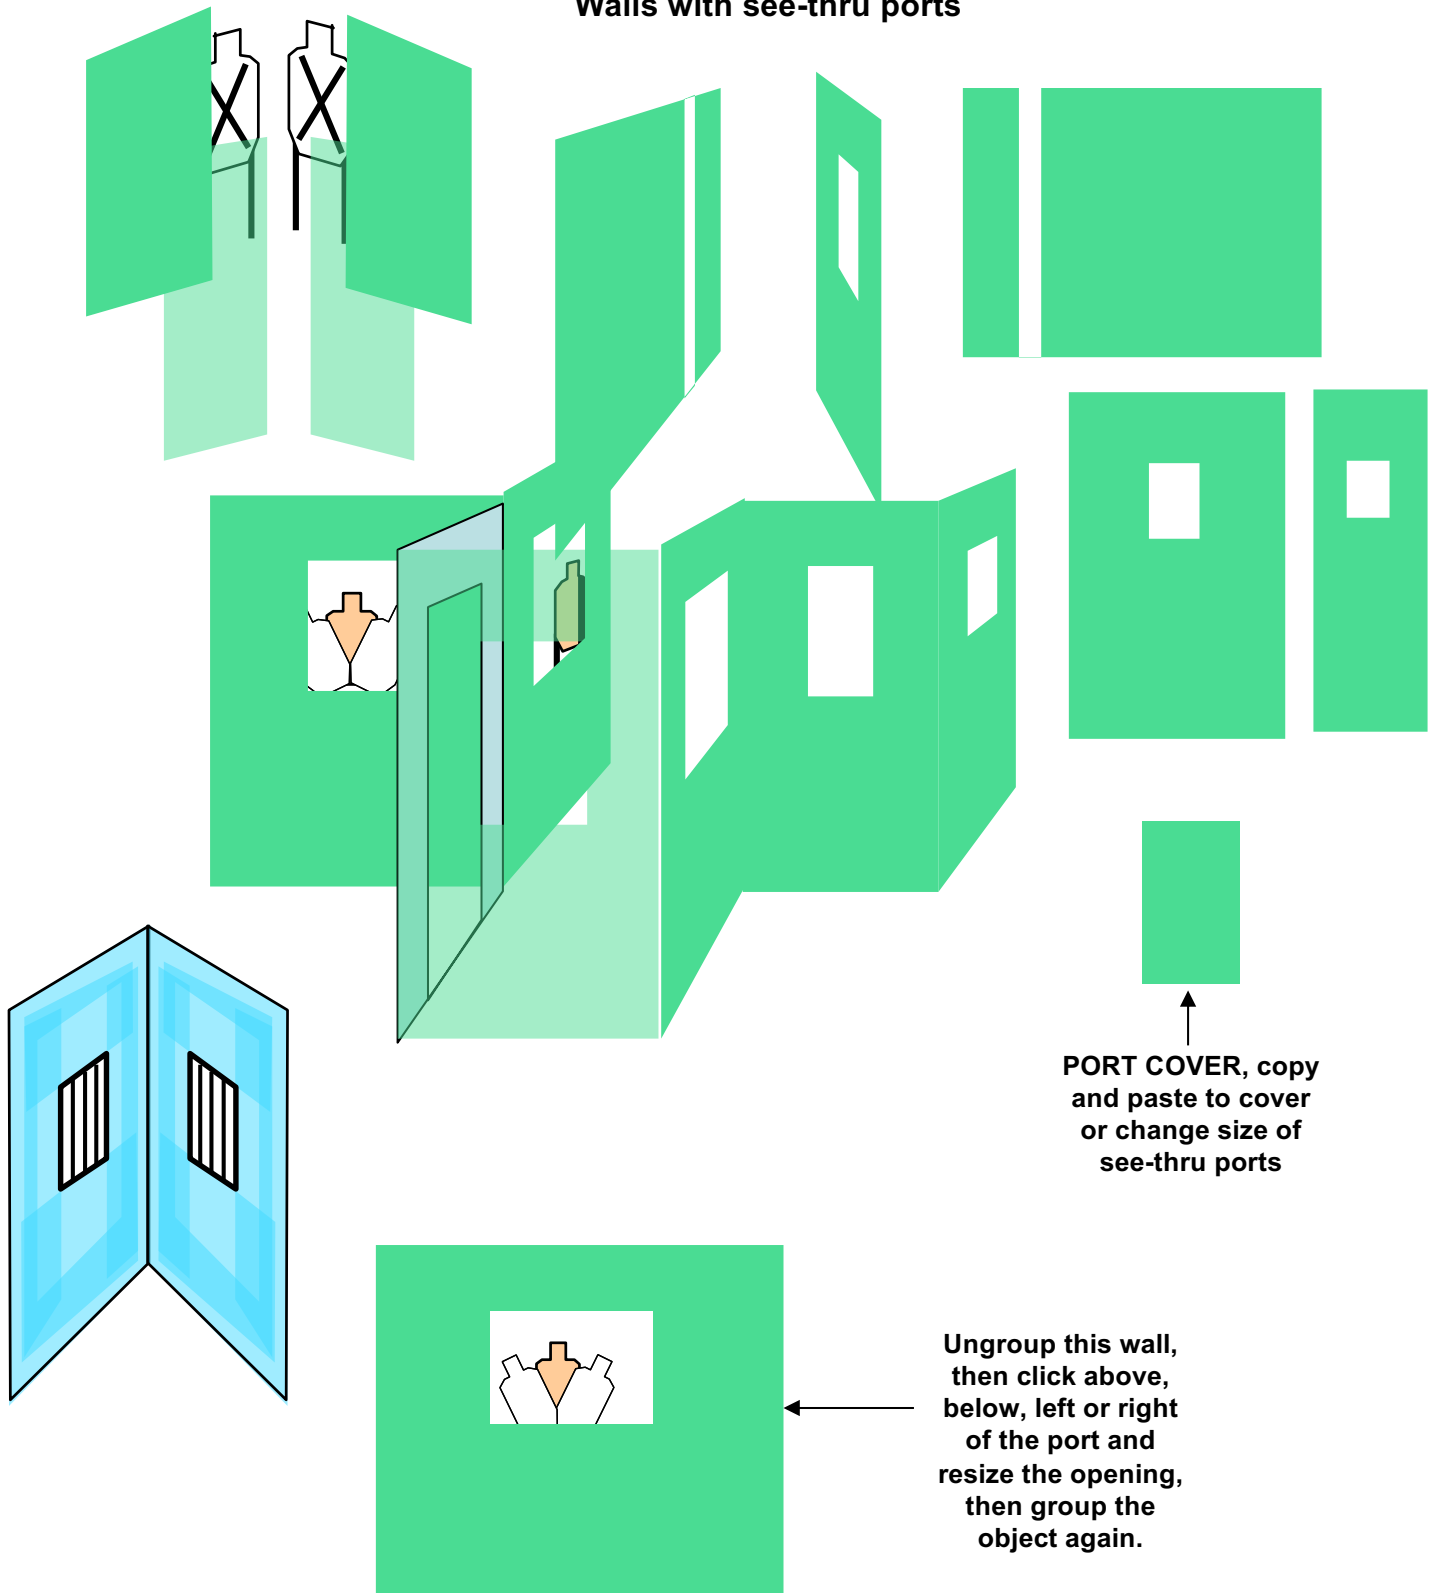 Walls with see-thru ports
PORT COVER, copy
and paste to cover
or change size of
see-thru ports
Ungroup this wall,
then click above,
below, left or right
of the port and
resize the opening,
then group the
object again.